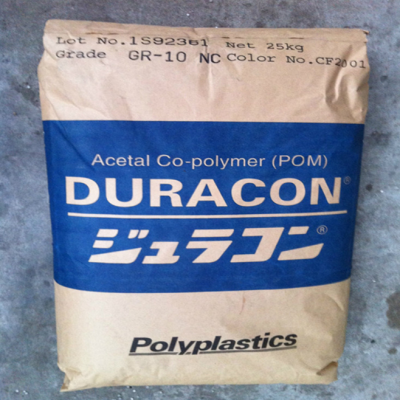 Lot No.1S92361 Net 25kg
Grade GR-10 NC Color No.CF2001
Acetal Co-polymer (POM)
DURACON®
ジュラコン®
Polyplastics